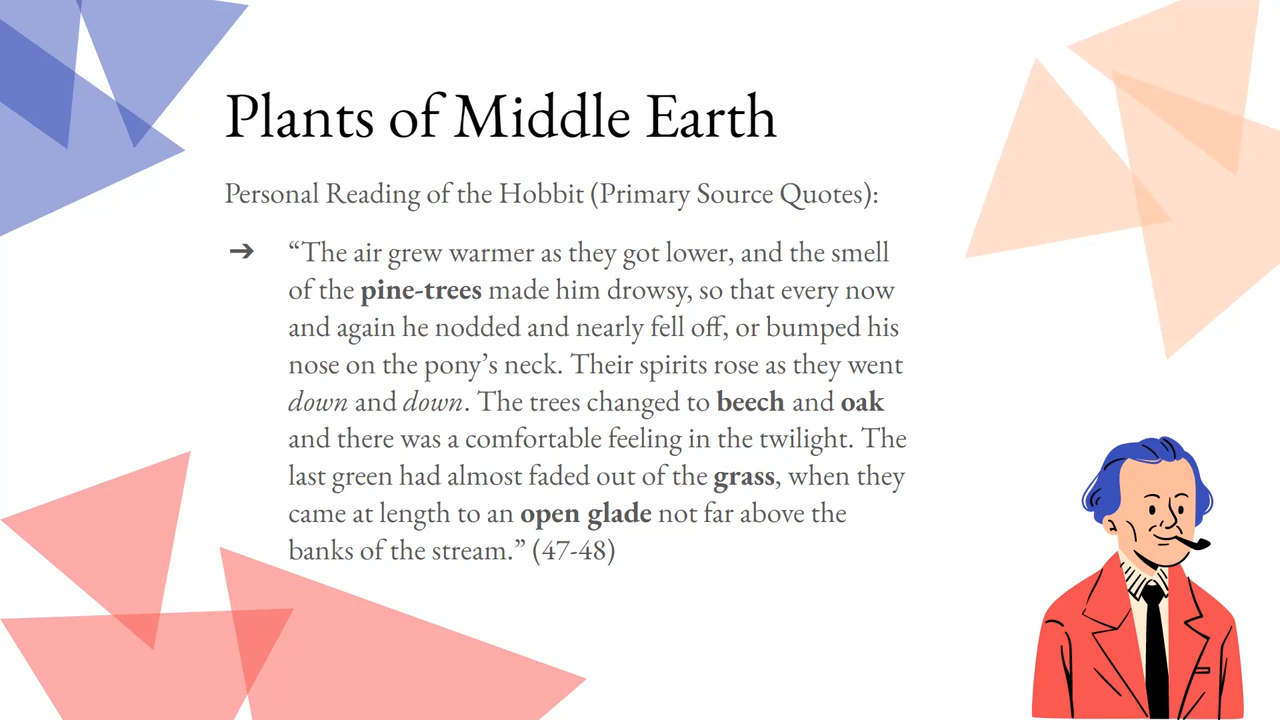 Plants of Middle Earth
Personal Reading of the Hobbit (Primary Source Quotes):
➔ “The air grew warmer as they got lower, and the smell
of the pine-trees made him drowsy, so that every now
and again he nodded and nearly fell off, or bumped his
nose on the pony’s neck. Their spirits rose as they went
down and down. The trees changed to beech and oak
and there was a comfortable feeling in the twilight. The
last green had almost faded out of the grass, when they
came at length to an open glade not far above the
banks of the stream.” (47-48)